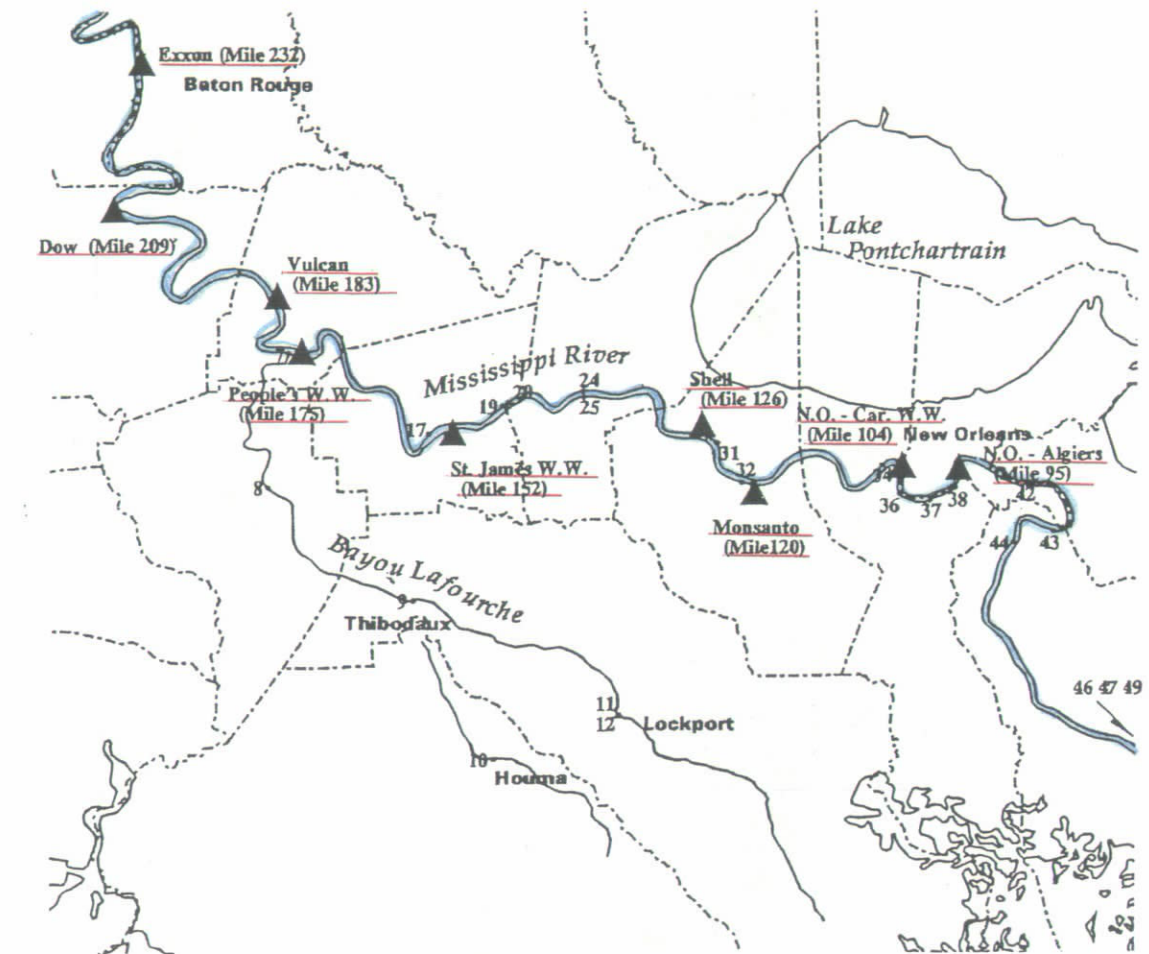 Exxon (Mile 232)
Baton Rouge
Dow (Mile 209)
Vulcan
(Mile 183)
Lake
Pontchartrain
Mississippi River
People's W.W.
(Mile 175)
17
19
20
24
25
St. James W.W.
(Mile 152)
Shell
(Mile 126)
31
32
Monsanto
(Mile120)
N.O. - Car. W.W.
(Mile 104)
New Orleans
N.O. - Algiers
(Mile 95)
34
36
37
38
42
43
44
8
Bayou Lafourche
9
Thibodaux
11
12
Lockport
10
Houma
46 47 49